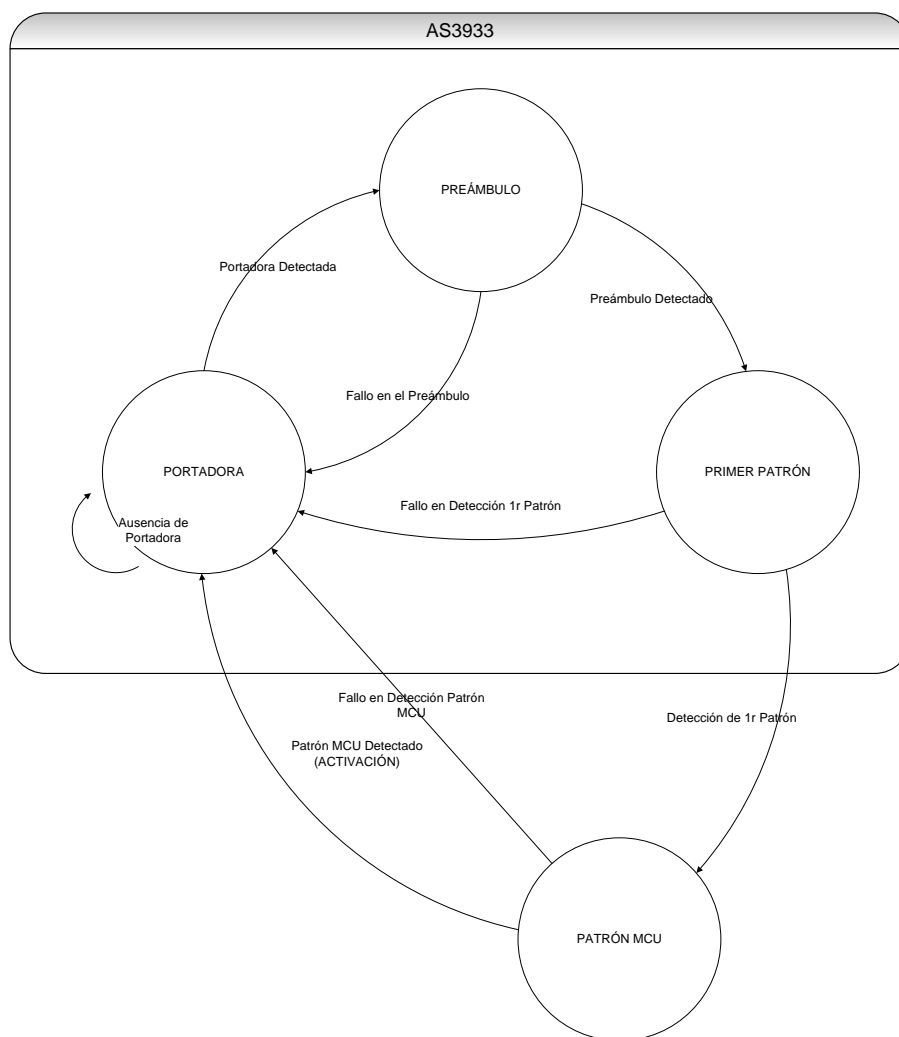 AS3933
PREÁMBULO
Portadora Detectada
Preámbulo Detectado
Fallo en el Preámbulo
PORTADORA
PRIMER PATRÓN
Fallo en Detección 1r Patrón
Ausencia de
Portadora
Fallo en Detección Patrón
MCU
Detección de 1r Patrón
Patrón MCU Detectado
(ACTIVACIÓN)
PATRÓN MCU